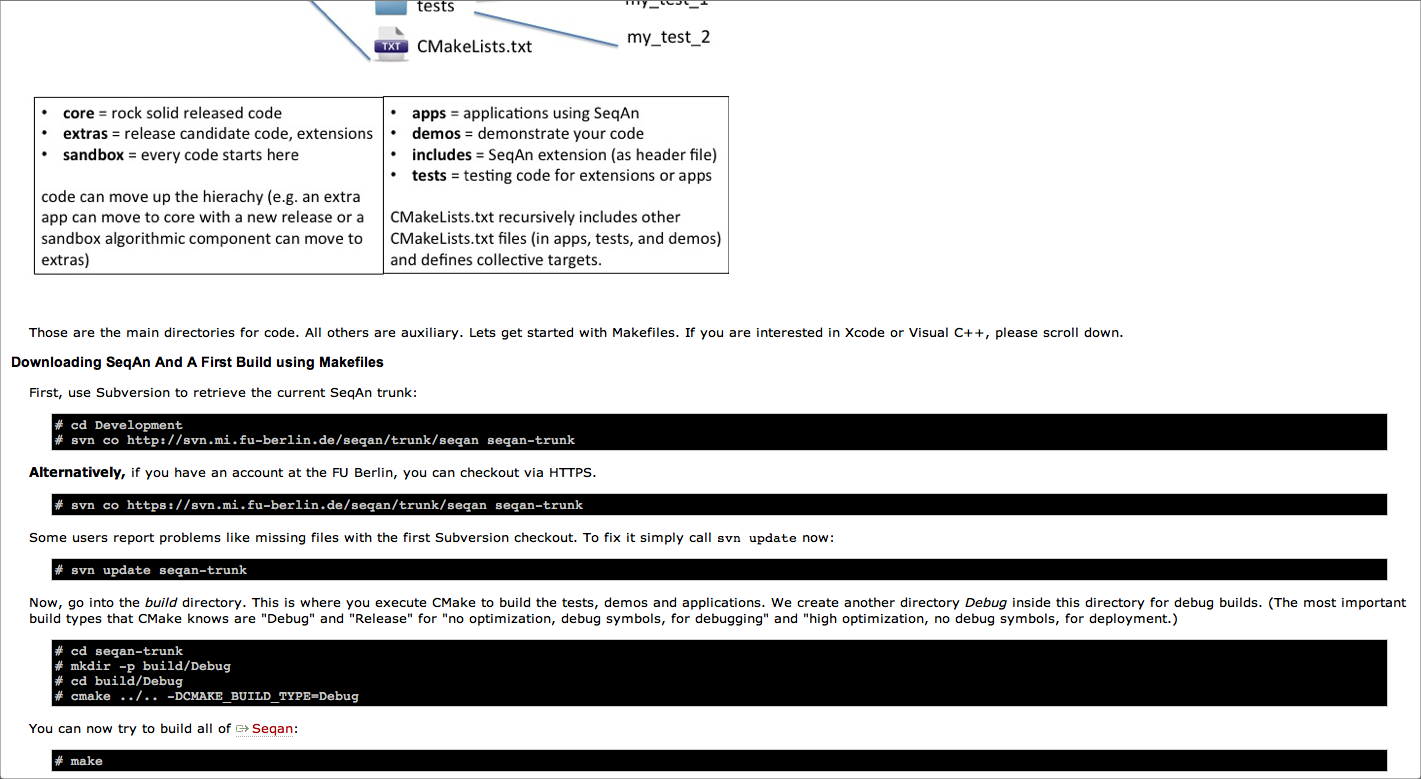 tests
my_test_1
my_test_2
TXT CMakeLists.txt
• core = rock solid released code
• extras = release candidate code, extensions
• sandbox = every code starts here
code can move up the hierachy (e.g. an extra
app can move to core with a new release or a
sandbox algorithmic component can move to
extras)
• apps = applications using SeqAn
• demos = demonstrate your code
• includes = SeqAn extension (as header file)
• tests = testing code for extensions or apps
CMakeLists.txt recursively includes other
CMakeLists.txt files (in apps, tests, and demos)
and defines collective targets.
Those are the main directories for code. All others are auxiliary. Lets get started with Makefiles. If you are interested in Xcode or Visual C++, please scroll down.
Downloading SeqAn And A First Build using Makefiles
First, use Subversion to retrieve the current SeqAn trunk:
# cd Development
# svn co http://svn.mi.fu-berlin.de/seqan/trunk/seqan seqan-trunk
Alternatively, if you have an account at the FU Berlin, you can checkout via HTTPS.
# svn co https://svn.mi.fu-berlin.de/seqan/trunk/seqan seqan-trunk
Some users report problems like missing files with the first Subversion checkout. To fix it simply call svn update now:
# svn update seqan-trunk
Now, go into the build directory. This is where you execute CMake to build the tests, demos and applications. We create another directory Debug inside this directory for debug builds. (The most important
build types that CMake knows are "Debug" and "Release" for "no optimization, debug symbols, for debugging" and "high optimization, no debug symbols, for deployment.)
# cd seqan-trunk
# mkdir -p build/Debug
# cd build/Debug
# cmake ../.. -DCMAKE_BUILD_TYPE=Debug
You can now try to build all of Seqan:
# make